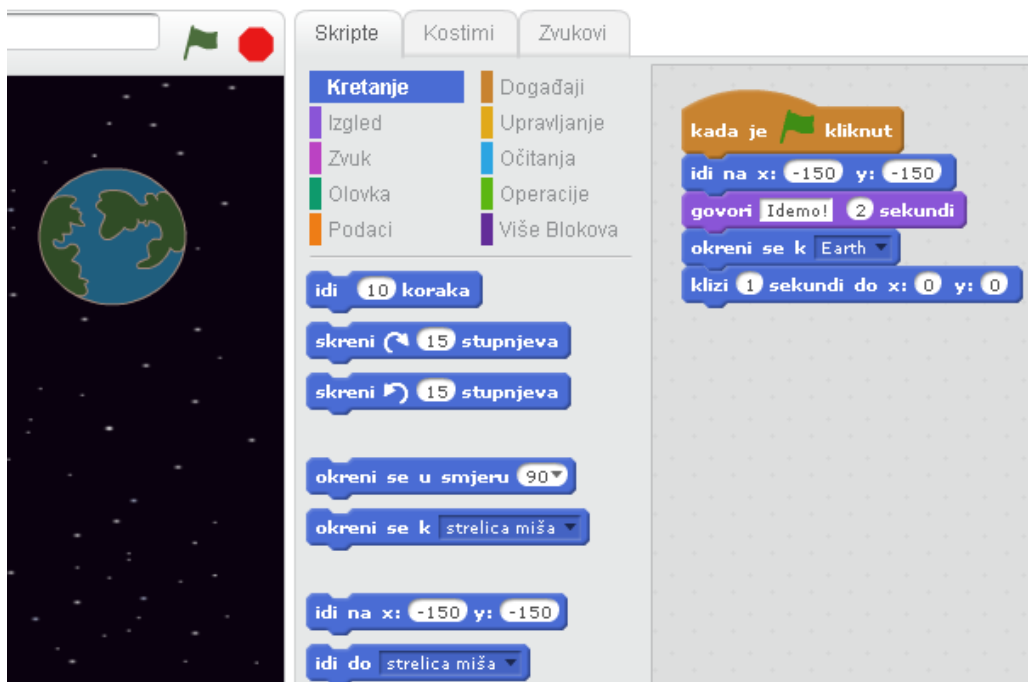 Skripte Kostimi Zvukovi
Kretanje Događaji
Izgled Upravljanje
Zvuk Očitanja
Olovka Operacije
Podaci Više Blokova
idi 10 koraka
skreni 15 stupnjeva
skreni 15 stupnjeva
okreni se u smjeru 90
okreni se k strelica miša
idi na x: -150 y: -150
idi do strelica miša
kada je kliknut
idi na x: -150 y: -150
govori Idemo! 2 sekundi
okreni se k Earth
klizi 1 sekundi do x: 0 y: 0